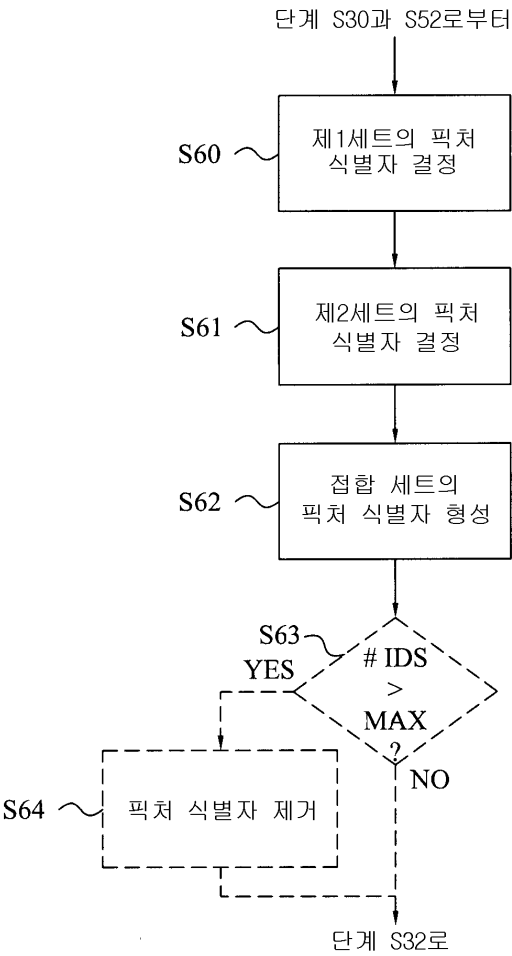 단계 S30과 S52로부터
S60
제1세트의 픽처
식별자 결정
S61
제2세트의 픽처
식별자 결정
S62
접합 세트의
픽처 식별자 형성
S63
# IDS
>
MAX
?
YES
NO
S64
픽처 식별자 제거
단계 S32로